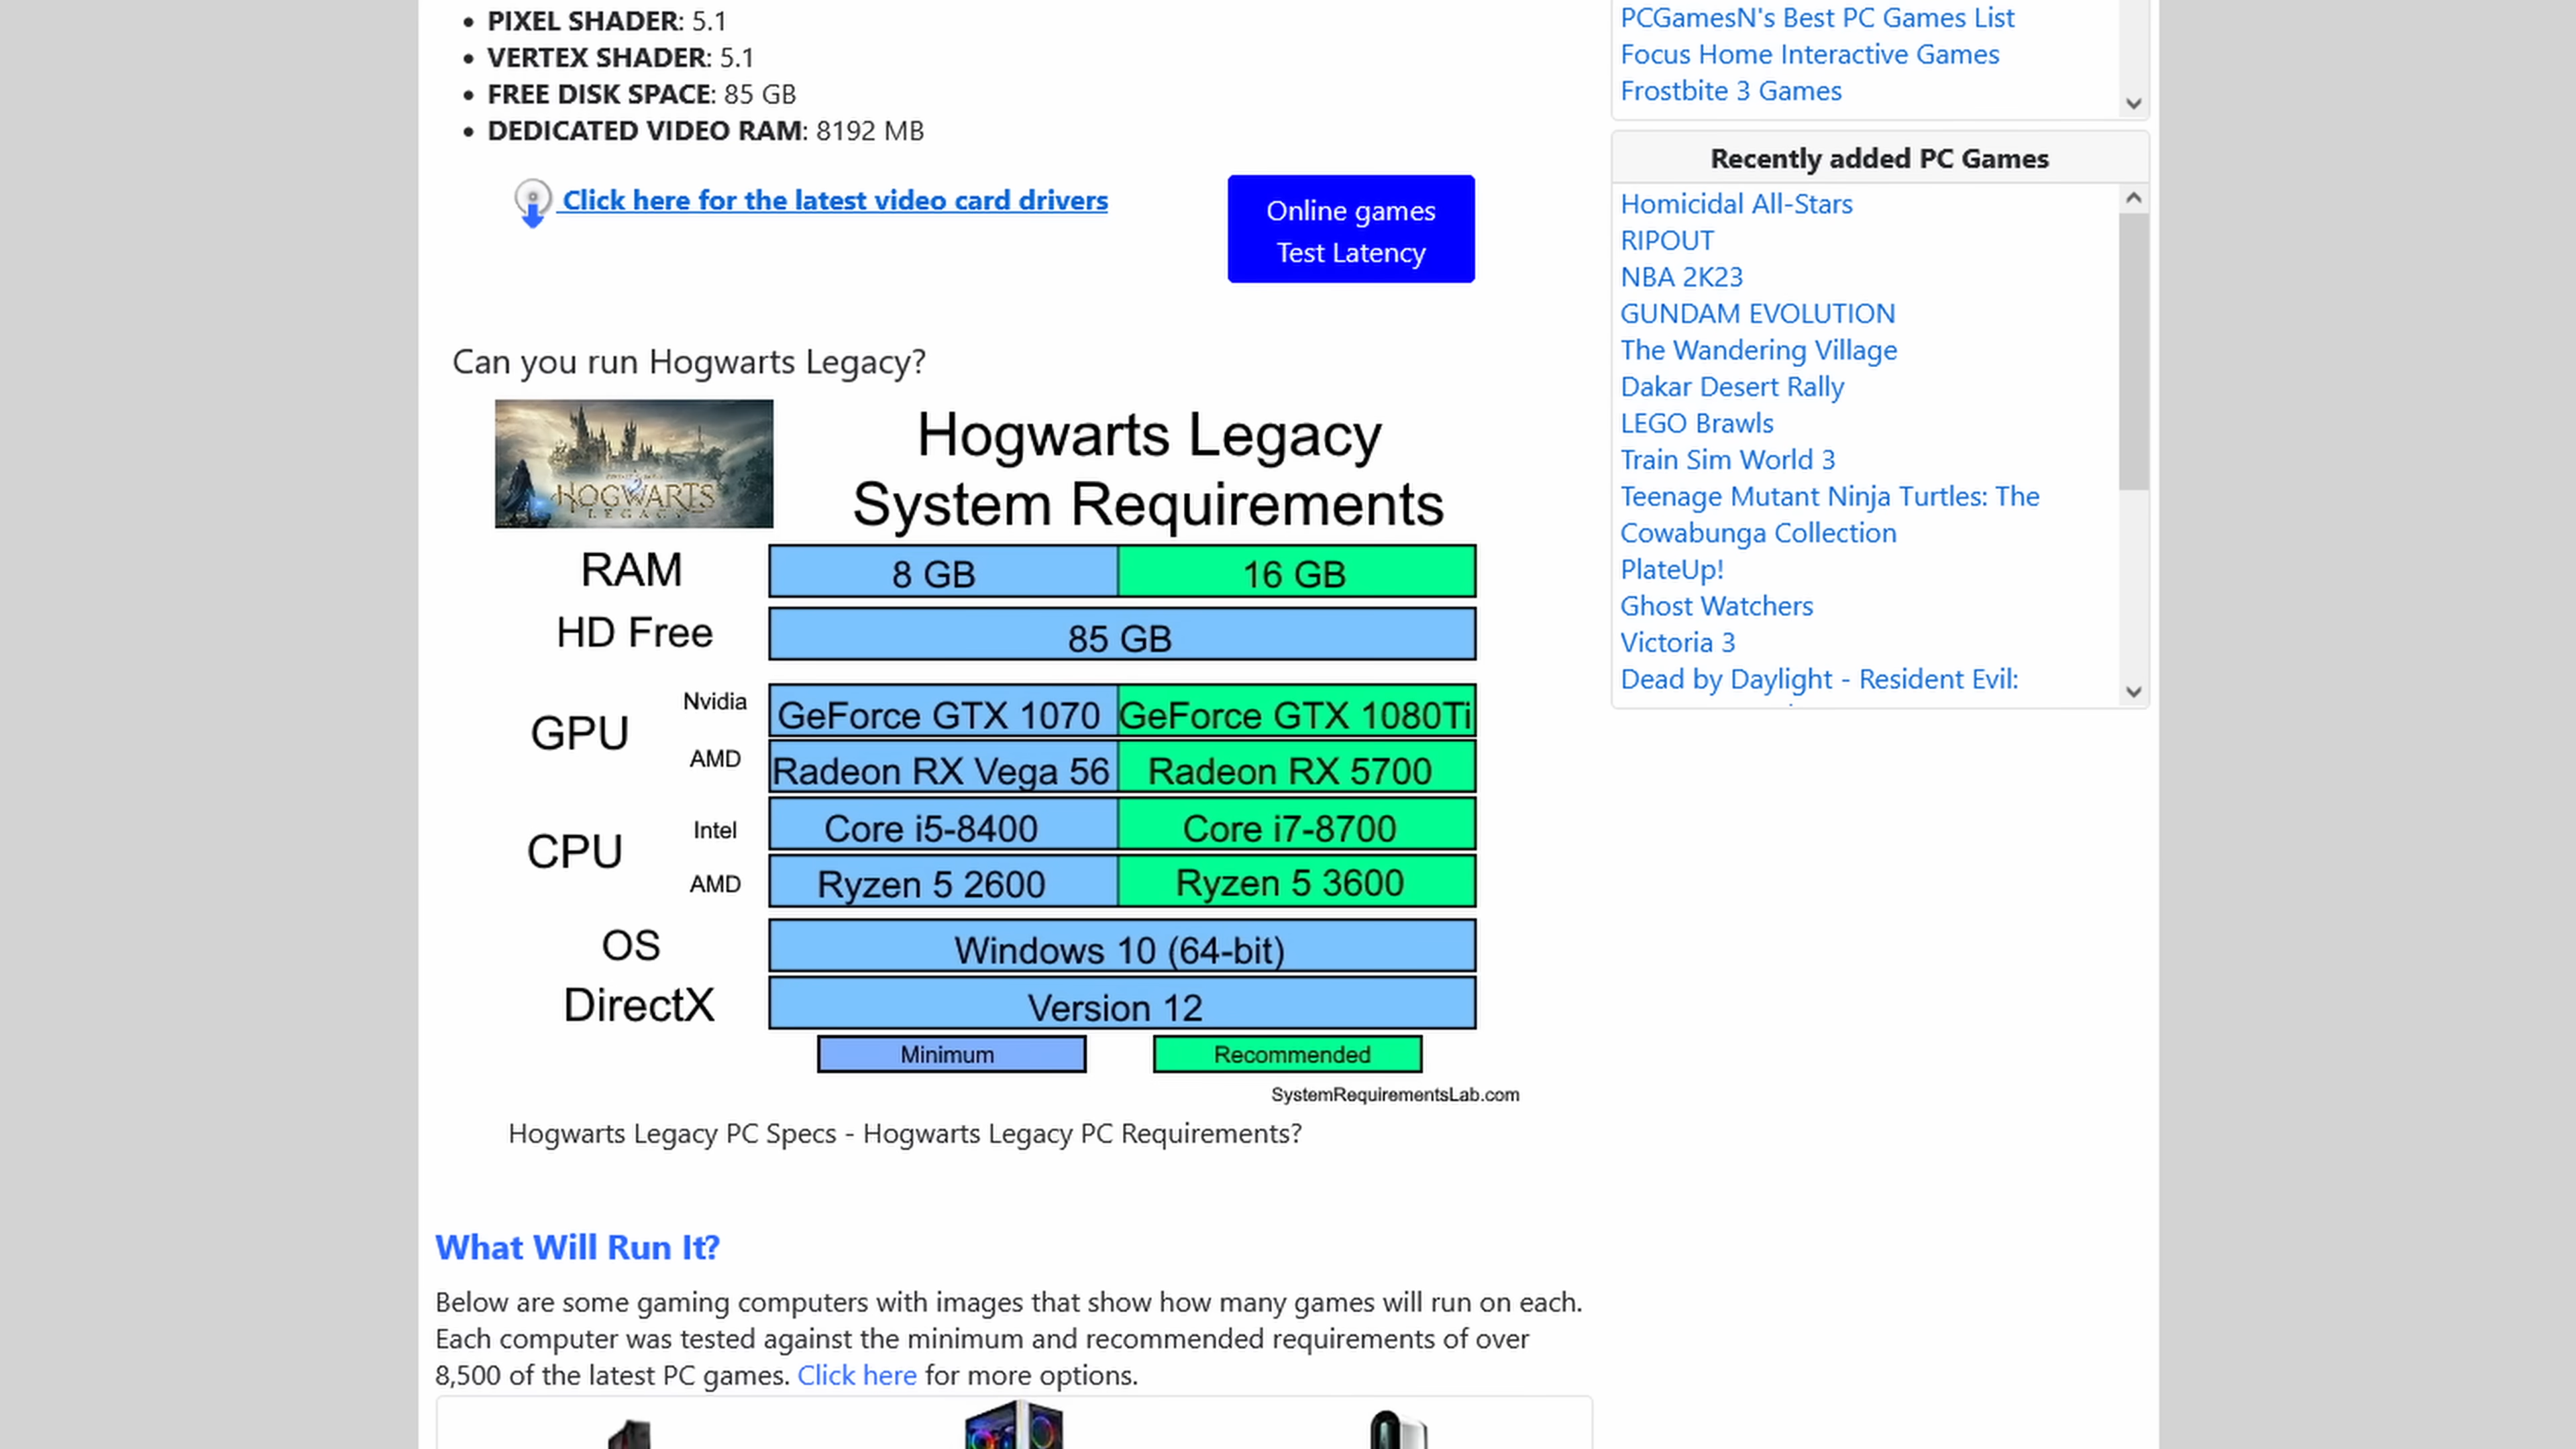 • PIXEL SHADER: 5.1
• VERTEX SHADER: 5.1
• FREE DISK SPACE: 85 GB
• DEDICATED VIDEO RAM: 8192 MB
Click here for the latest video card drivers
Online games
Test Latency
Can you run Hogwarts Legacy?
HOGWARTS
LEGACY
Hogwarts Legacy
System Requirements
RAM 8 GB 16 GB
HD Free 85 GB
GPU
Nvidia GeForce GTX 1070 GeForce GTX 1080Ti
AMD Radeon RX Vega 56 Radeon RX 5700
CPU
Intel Core i5-8400 Core i7-8700
AMD Ryzen 5 2600 Ryzen 5 3600
OS Windows 10 (64-bit)
DirectX Version 12
Minimum Recommended
SystemRequirementsLab.com
Hogwarts Legacy PC Specs - Hogwarts Legacy PC Requirements?
What Will Run It?
Below are some gaming computers with images that show how many games will run on each.
Each computer was tested against the minimum and recommended requirements of over
8,500 of the latest PC games. Click here for more options.
PCGamesN's Best PC Games List
Focus Home Interactive Games
Frostbite 3 Games
Recently added PC Games
Homicidal All-Stars
RIPOUT
NBA 2K23
GUNDAM EVOLUTION
The Wandering Village
Dakar Desert Rally
LEGO Brawls
Train Sim World 3
Teenage Mutant Ninja Turtles: The
Cowabunga Collection
PlateUp!
Ghost Watchers
Victoria 3
Dead by Daylight - Resident Evil: